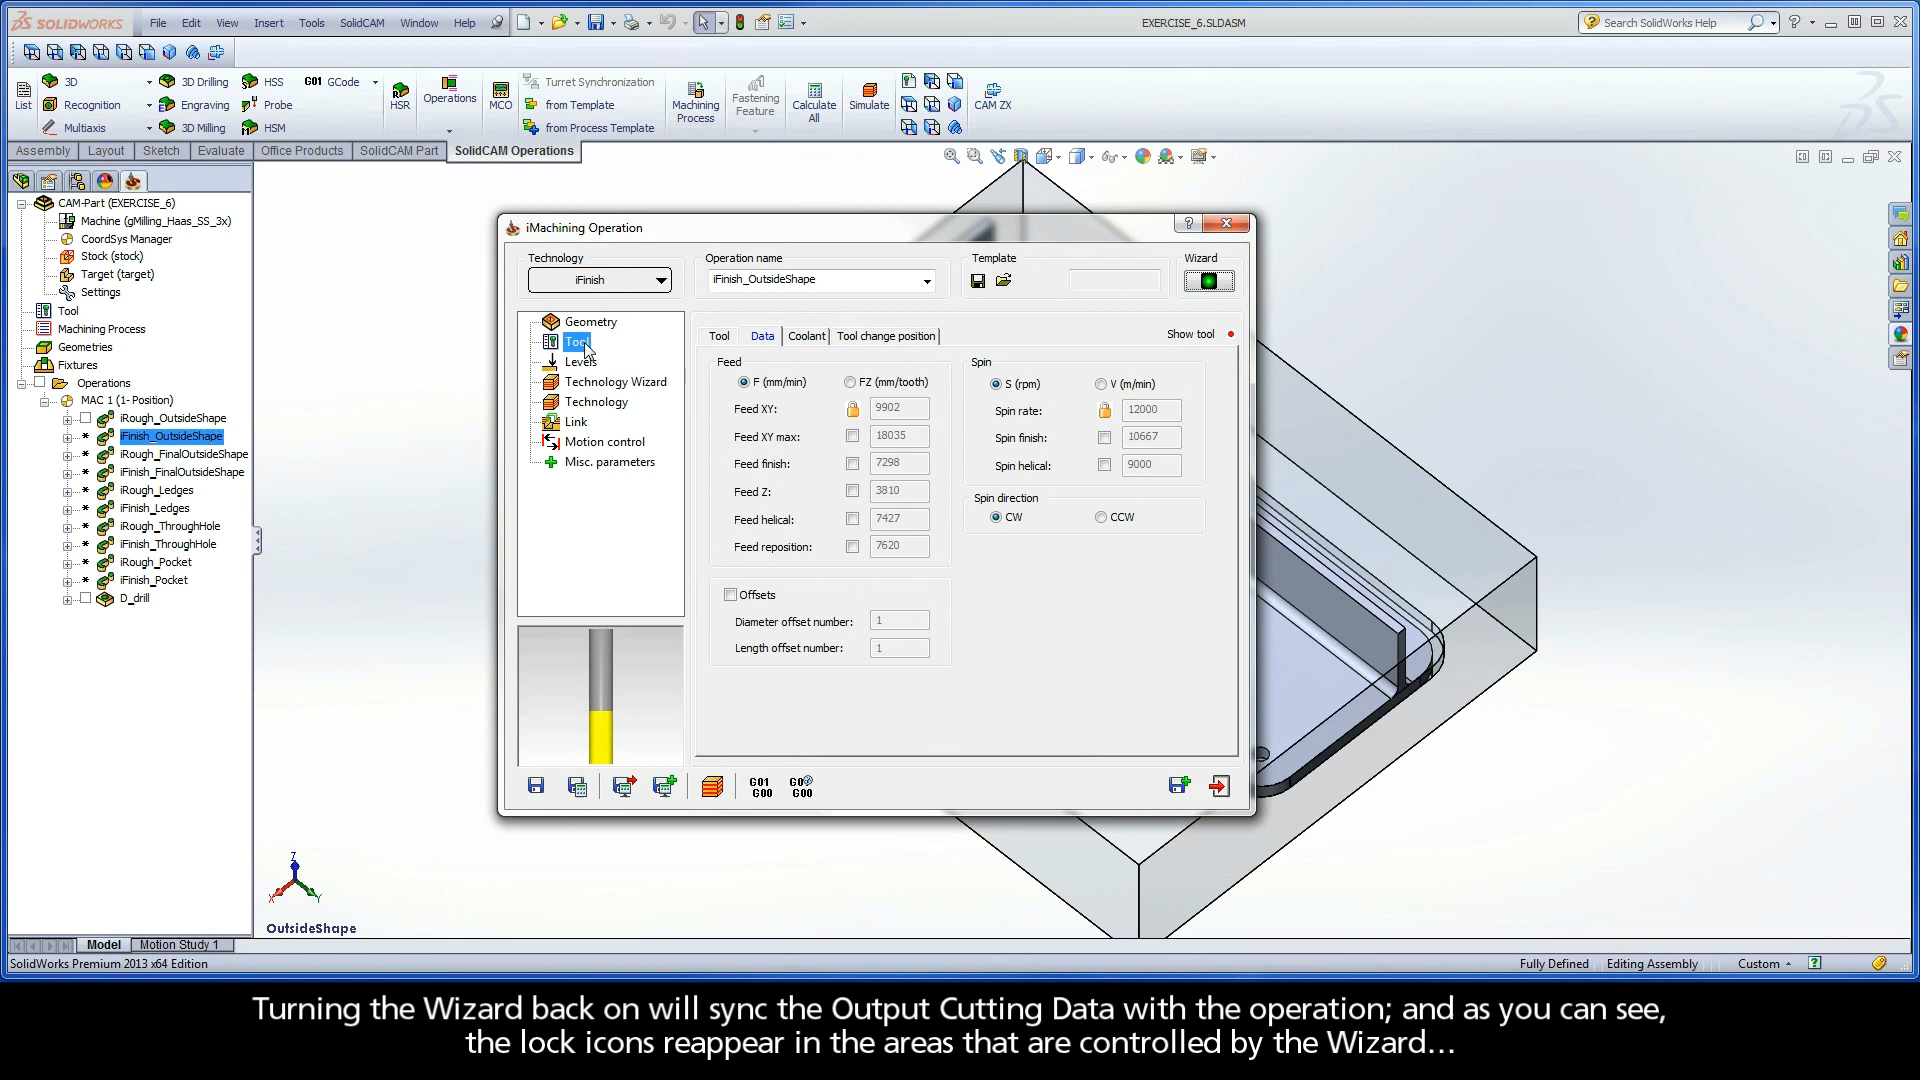 SOLIDWORKS File Edit View Insert Tools SolidCAM Window Help EXERCISE_6.SLDASM Search SolidWorks Help
3D 3D Drilling HSS G01 GCode Turret Synchronization
List Recognition Engraving Probe HSR Operations MCO from Template Machining Process Fastening Feature Calculate All Simulate CAM ZX
Multiaxis 3D Milling HSM from Process Template
Assembly Layout Sketch Evaluate Office Products SolidCAM Part SolidCAM Operations
CAM-Part (EXERCISE_6)
Machine (gMilling_Haas_SS_3x)
CoordSys Manager
Stock (stock)
Target (target)
Settings
Tool
Machining Process
Geometries
Fixtures
Operations
MAC 1 (1- Position)
iRough_OutsideShape
* iFinish_OutsideShape
* iRough_FinalOutsideShape
* iFinish_FinalOutsideShape
* iRough_Ledges
* iFinish_Ledges
* iRough_ThroughHole
* iFinish_ThroughHole
* iRough_Pocket
* iFinish_Pocket
D_drill
iMachining Operation
Technology Operation name Template Wizard
iFinish iFinish_OutsideShape
Geometry
Tool
Levels
Technology Wizard
Technology
Link
Motion control
Misc. parameters
Tool Data Coolant Tool change position Show tool
Feed
F (mm/min) FZ (mm/tooth)
Feed XY: 9902
Feed XY max: 18035
Feed finish: 7298
Feed Z: 3810
Feed helical: 7427
Feed reposition: 7620
Spin
S (rpm) V (m/min)
Spin rate: 12000
Spin finish: 10667
Spin helical: 9000
Spin direction
CW CCW
Offsets
Diameter offset number: 1
Length offset number: 1
G01 G00
G00
Z
X Y
OutsideShape
Model Motion Study 1
SolidWorks Premium 2013 x64 Edition Fully Defined Editing Assembly Custom
Turning the Wizard back on will sync the Output Cutting Data with the operation; and as you can see,
the lock icons reappear in the areas that are controlled by the Wizard...